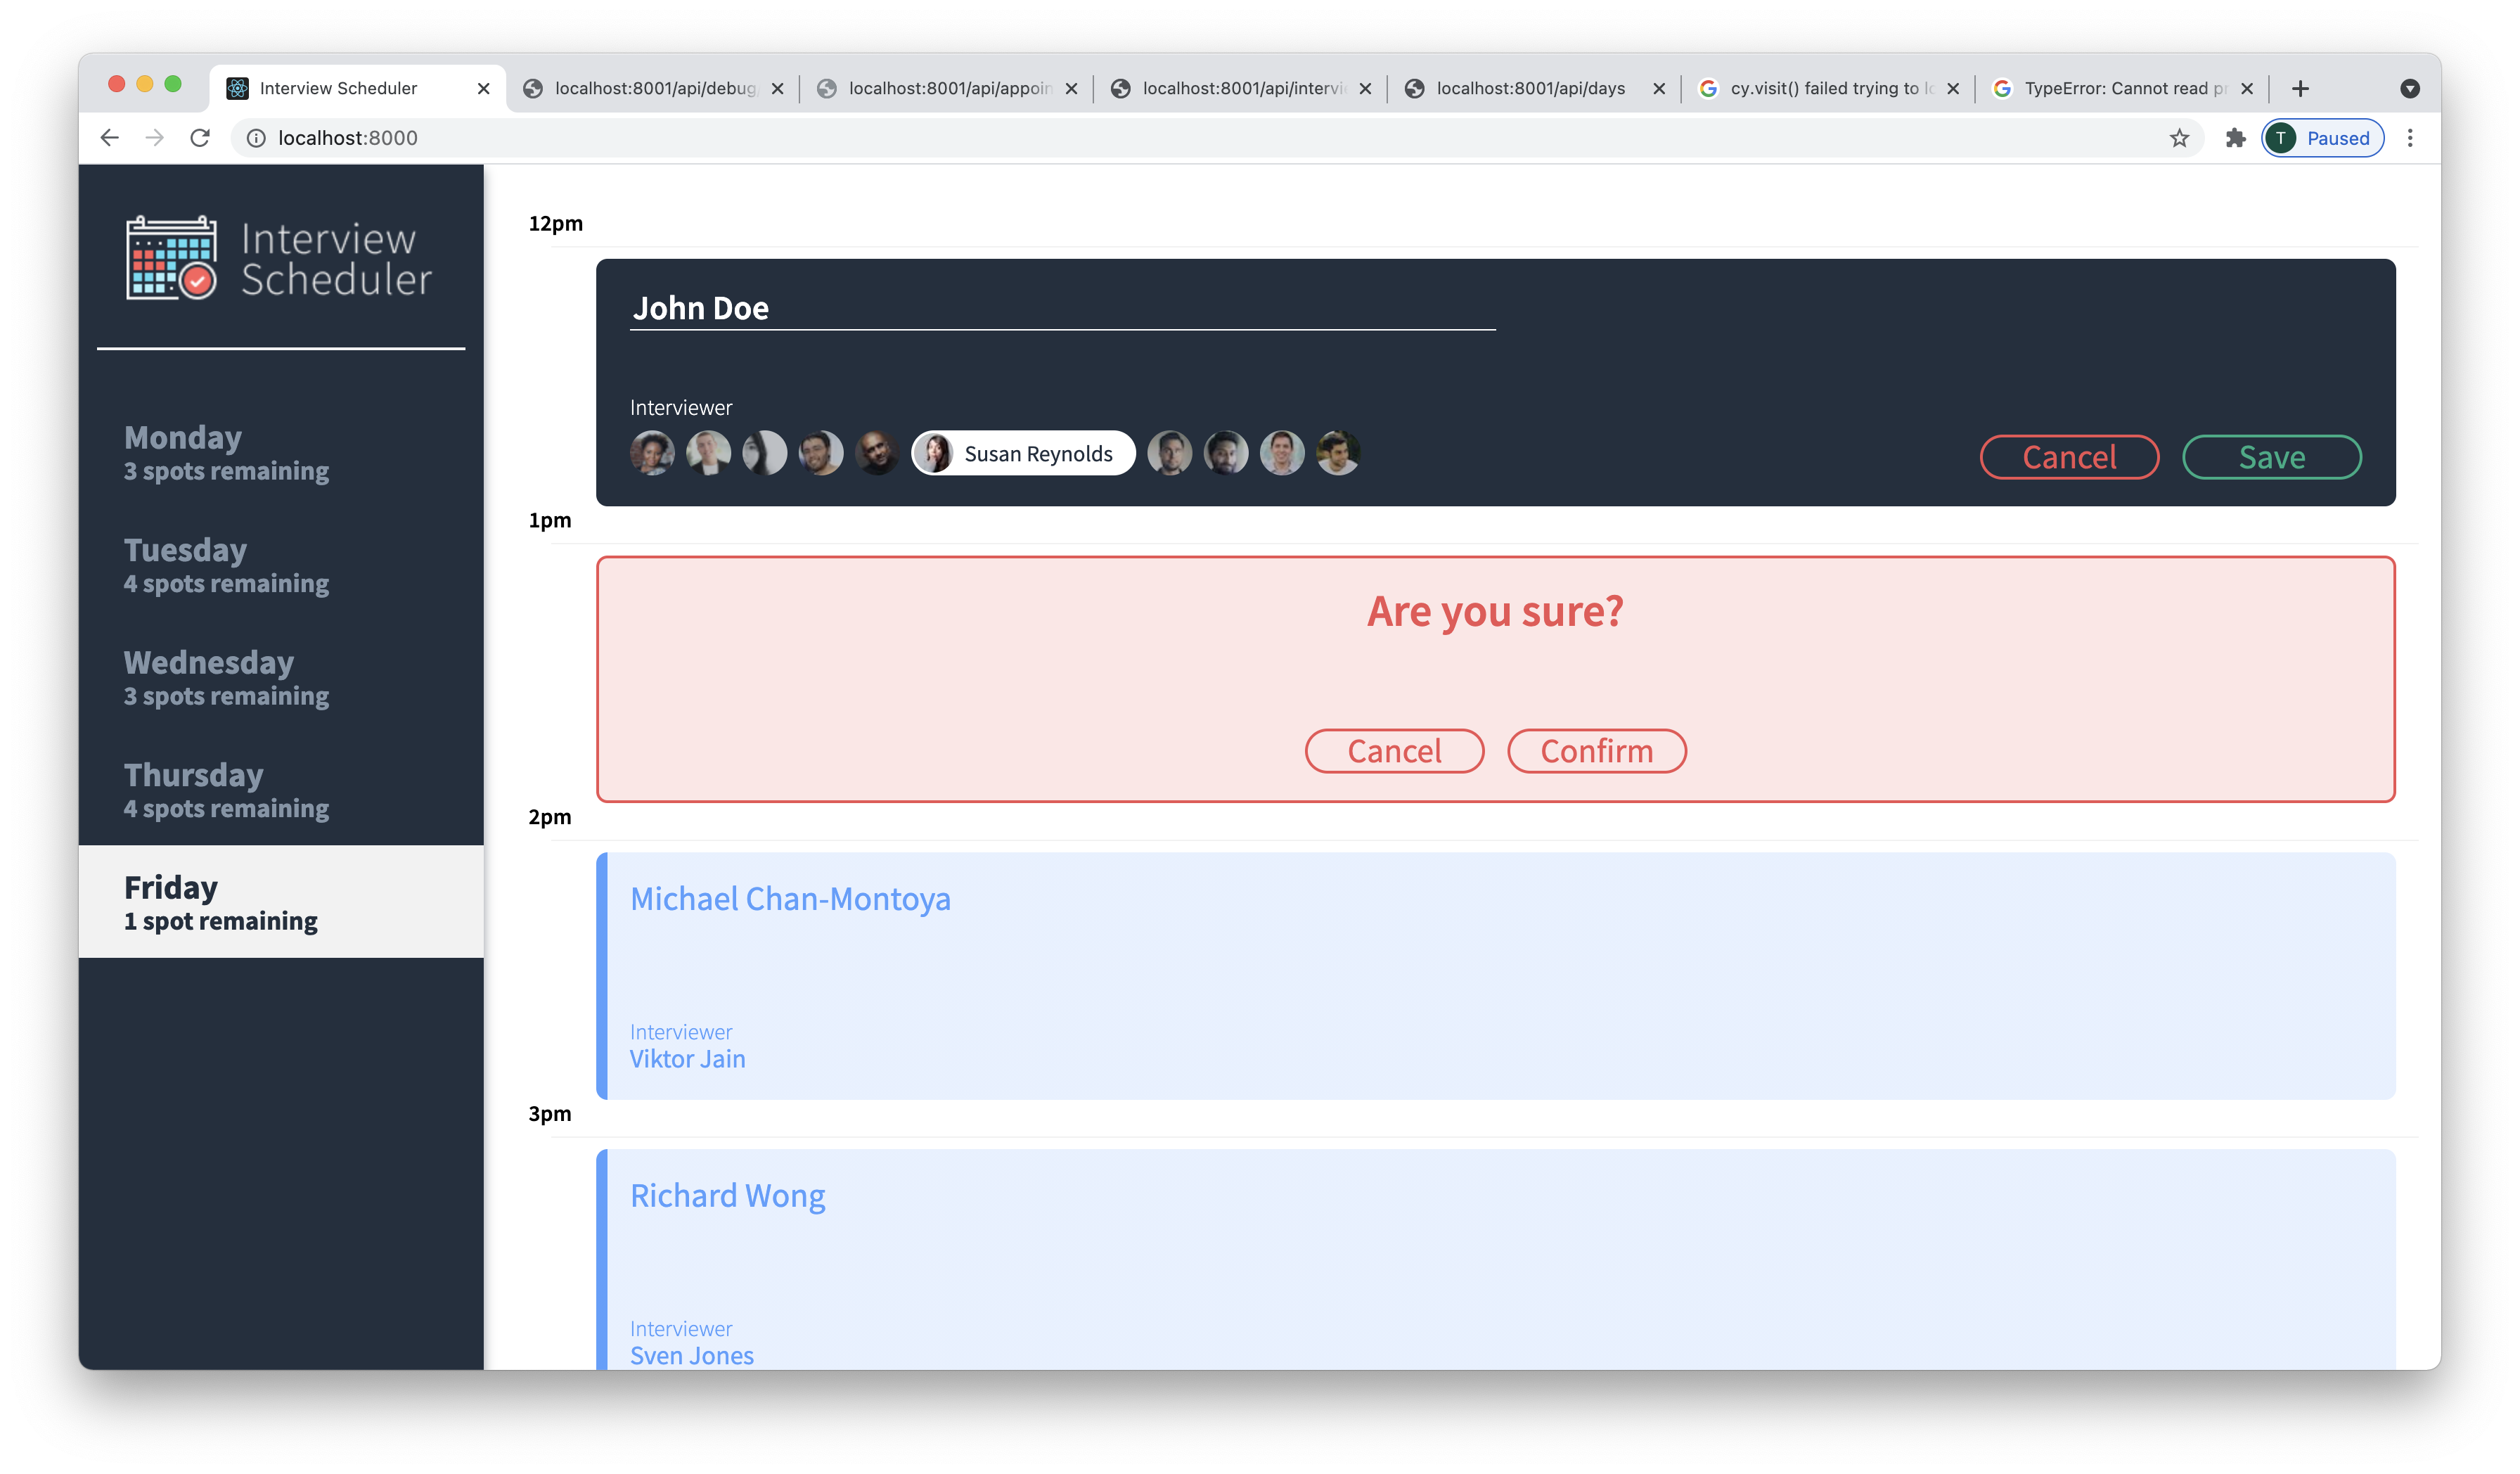 Interview Scheduler
localhost:8001/api/debug
localhost:8001/api/appoin
localhost:8001/api/intervi
localhost:8001/api/days
cy.visit() failed trying to lo
TypeError: Cannot read pr
localhost:8000
T
Paused
Interview
Scheduler
Monday
3 spots remaining
Tuesday
4 spots remaining
Wednesday
3 spots remaining
Thursday
4 spots remaining
Friday
1 spot remaining
12pm
John Doe
Interviewer
Susan Reynolds
Cancel
Save
1pm
Are you sure?
Cancel
Confirm
2pm
Michael Chan-Montoya
Interviewer
Viktor Jain
3pm
Richard Wong
Interviewer
Sven Jones